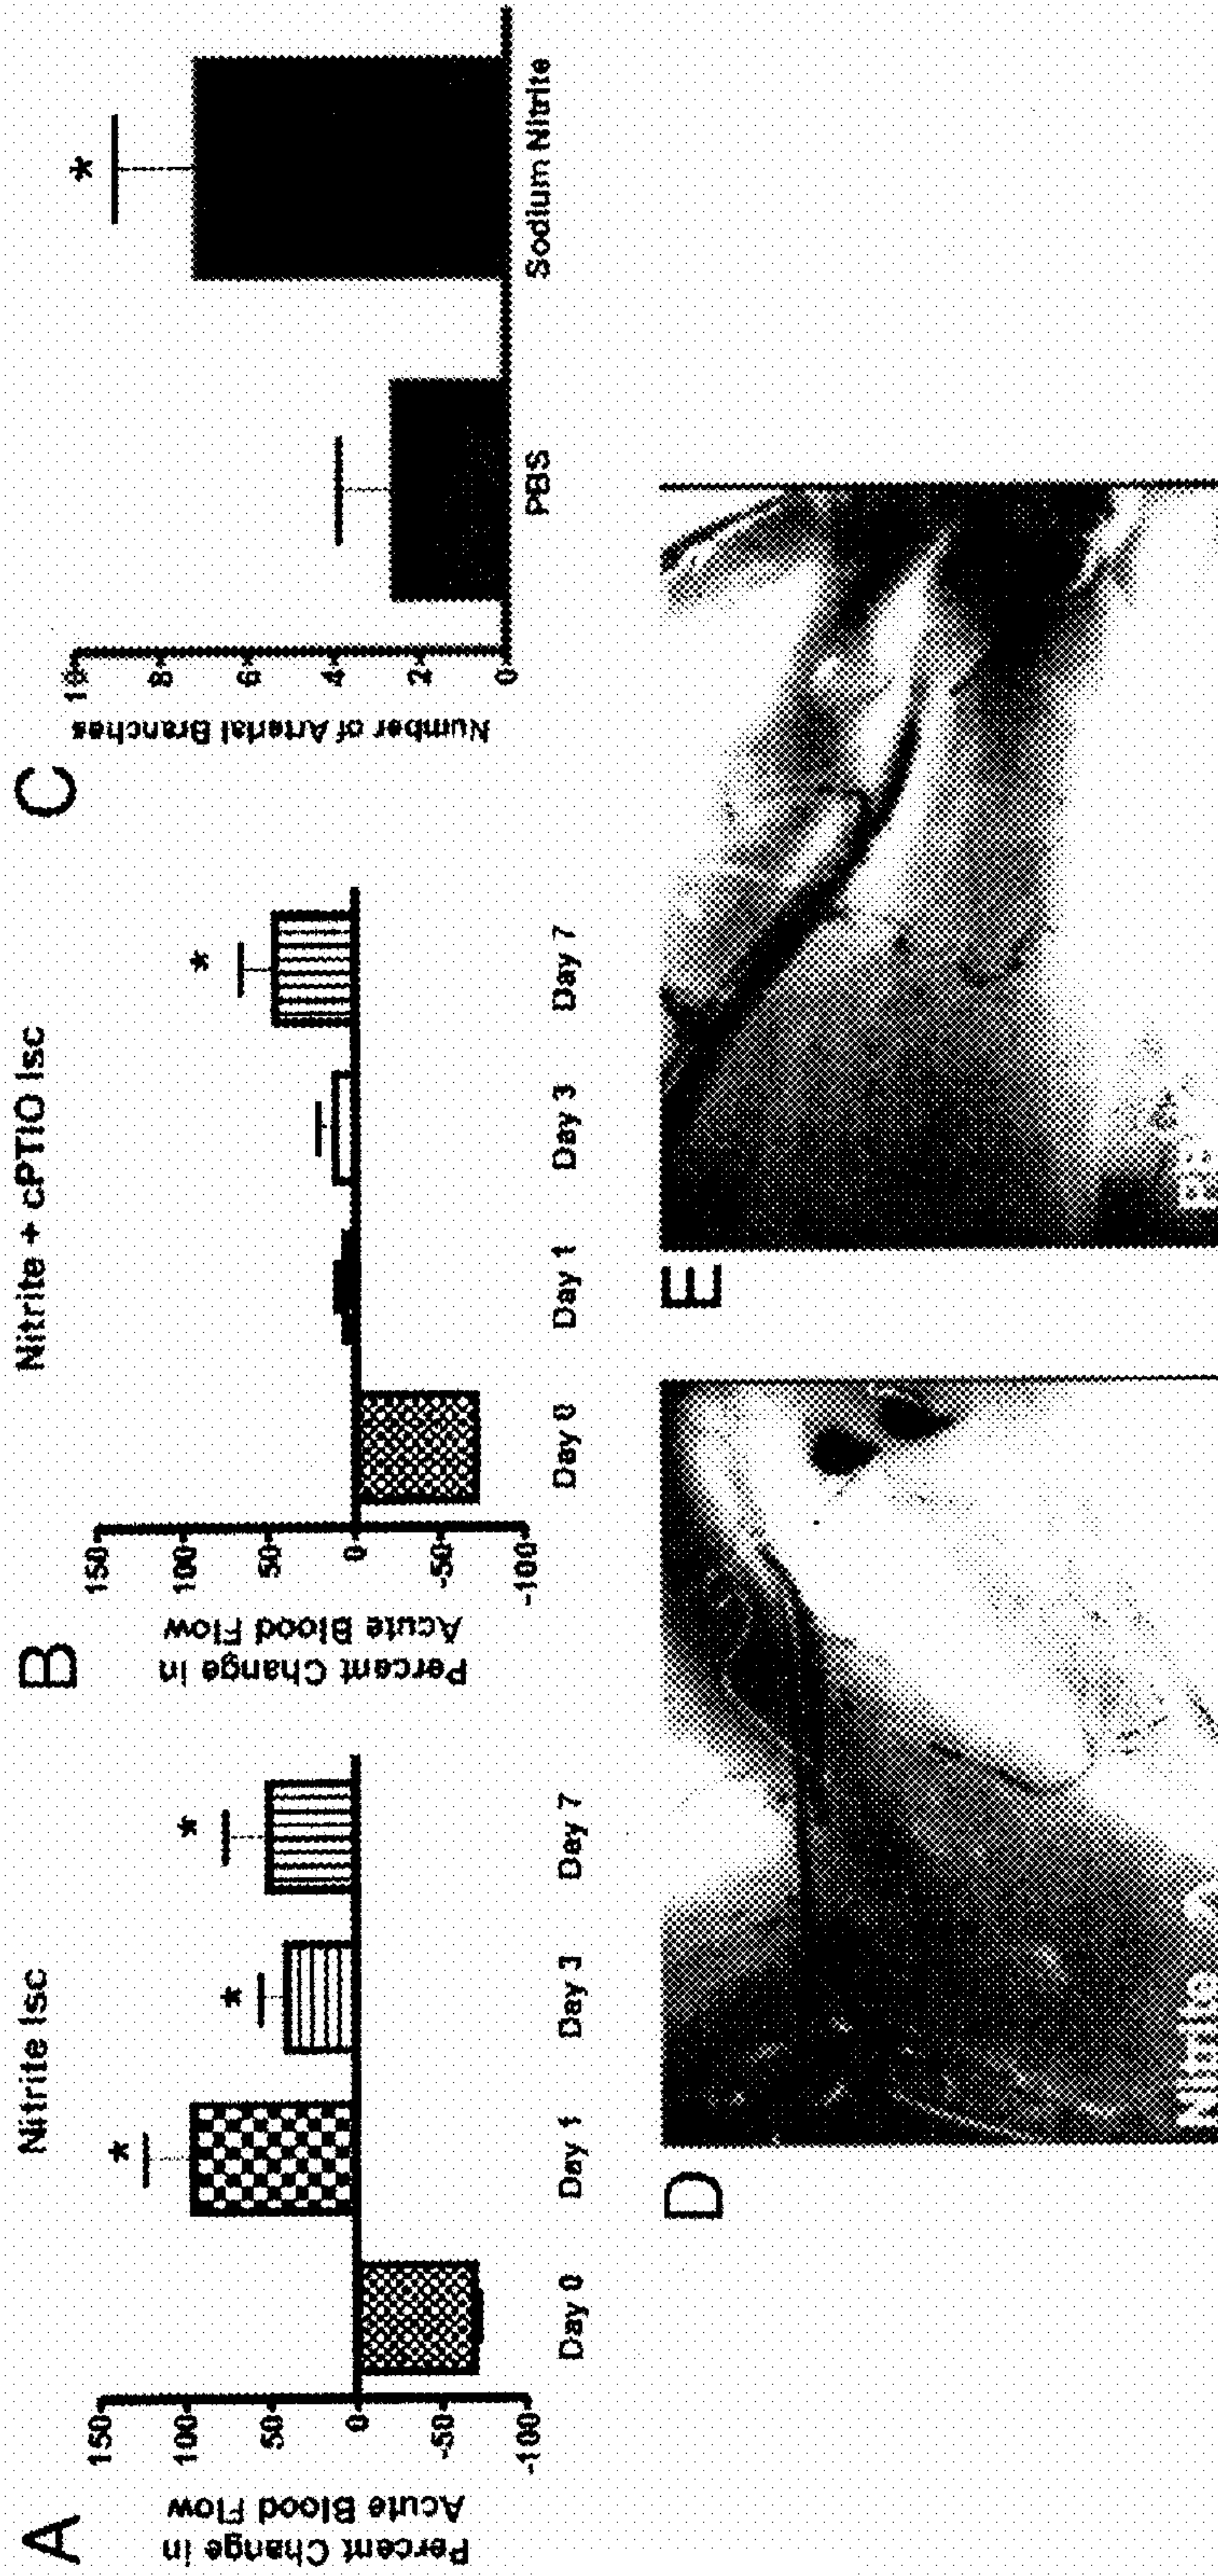 A
Nitrite Isc
Percent Change in
Acute Blood Flow
150
100
50
0
-50
-100
*
*
*
Day 0
Day 1
Day 3
Day 7
B
Nitrite + cPTIO Isc
Percent Change in
Acute Blood Flow
150
100
50
0
-50
-100
*
Day 0
Day 1
Day 3
Day 7
C
Number of Arterial Branches
10
8
6
4
2
0
*
PBS
Sodium Nitrite
D
Nitrite
E